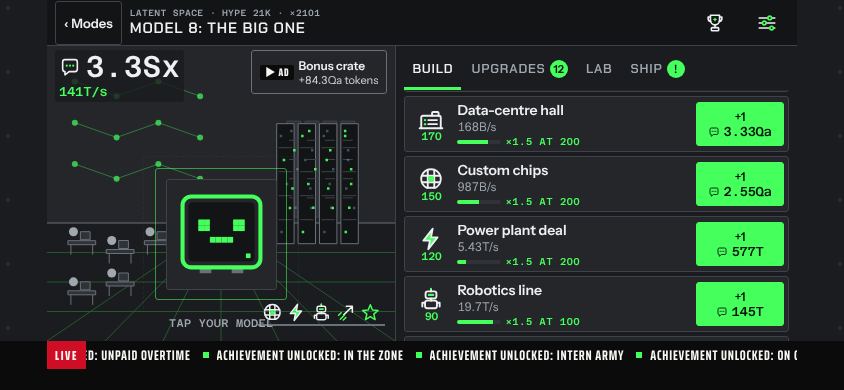 ‹ Modes
LATENT SPACE · HYPE 21K · ×2101
MODEL 8: THE BIG ONE
3.3Sx
141T/s
AD
Bonus crate
+84.3Qa tokens
TAP YOUR MODEL
BUILD UPGRADES 12 LAB SHIP !
Data-centre hall
168B/s
170
×1.5 AT 200
+1
3.33Qa
Custom chips
987B/s
150
×1.5 AT 200
+1
2.55Qa
Power plant deal
5.43T/s
120
×1.5 AT 200
+1
577T
Robotics line
19.7T/s
90
×1.5 AT 100
+1
145T
LIVE ED: UNPAID OVERTIME ACHIEVEMENT UNLOCKED: IN THE ZONE ACHIEVEMENT UNLOCKED: INTERN ARMY ACHIEVEMENT UNLOCKED: ON